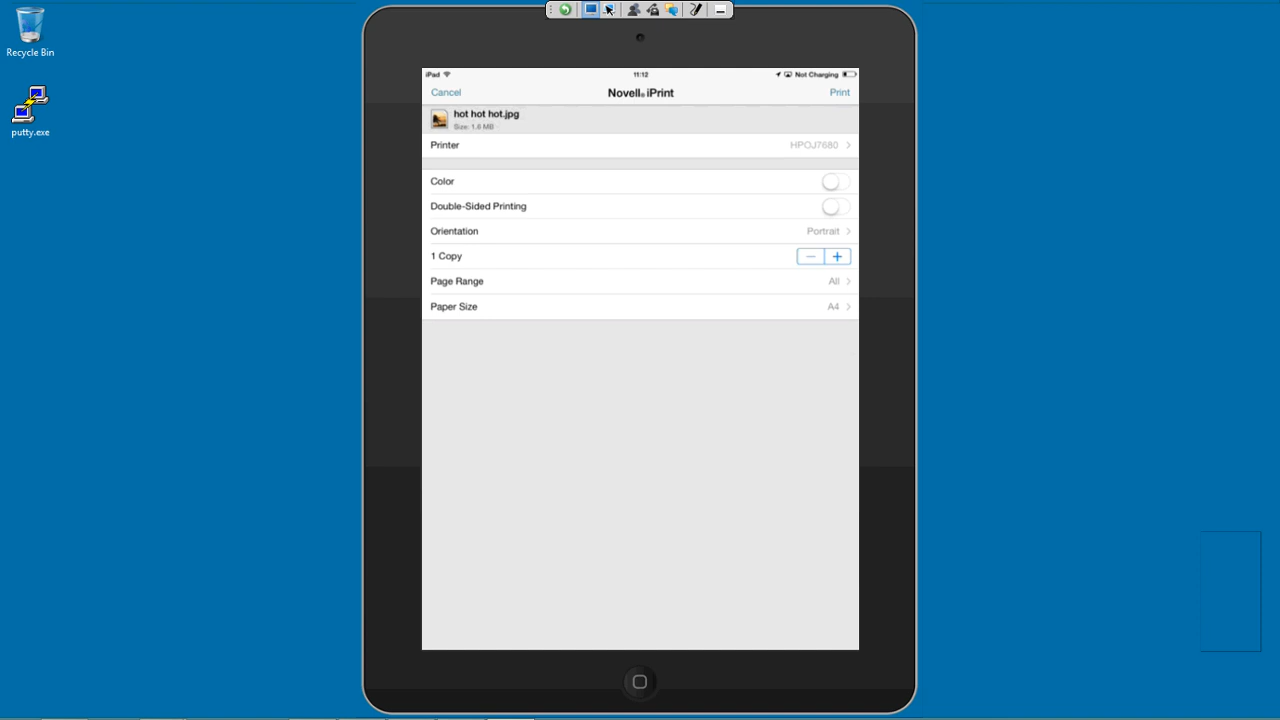 Recycle Bin
putty.exe
iPad 11:12 Not Charging
Cancel Novell® iPrint Print
hot hot hot.jpg
Size: 1.8 MB
Printer HPOJ7680
Color
Double-Sided Printing
Orientation Portrait
1 Copy
Page Range All
Paper Size A4